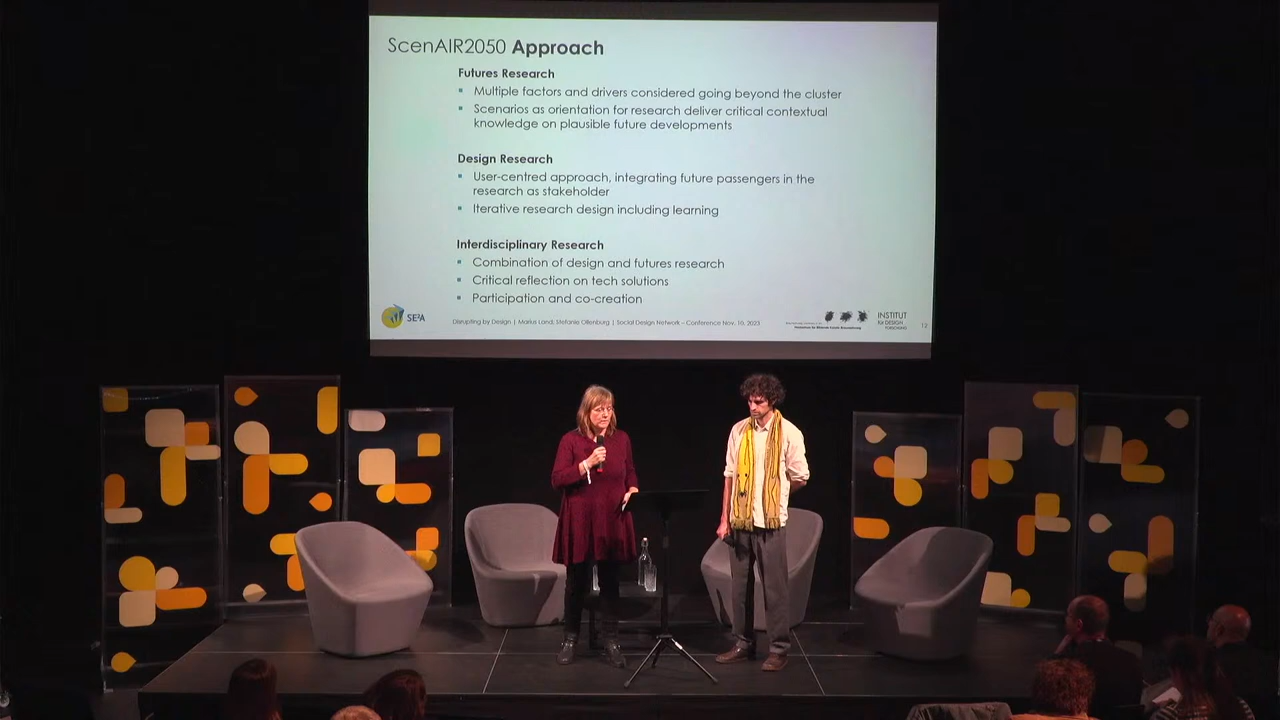 ScenAIR2050 Approach
Futures Research
Multiple factors and drivers considered going beyond the cluster
Scenarios as orientation for research deliver critical contextual
knowledge on plausible future developments
Design Research
User-centred approach, integrating future passengers in the
research as stakeholder
Iterative research design including learning
Interdisciplinary Research
Combination of design and futures research
Critical reflection on tech solutions
Participation and co-creation
SE²A
Disrupting by Design | Marius Land, Stefanie Ollenburg | Social Design Network – Conference Nov. 10, 2023
INSTITUT
für DESIGN
FORSCHUNG
12